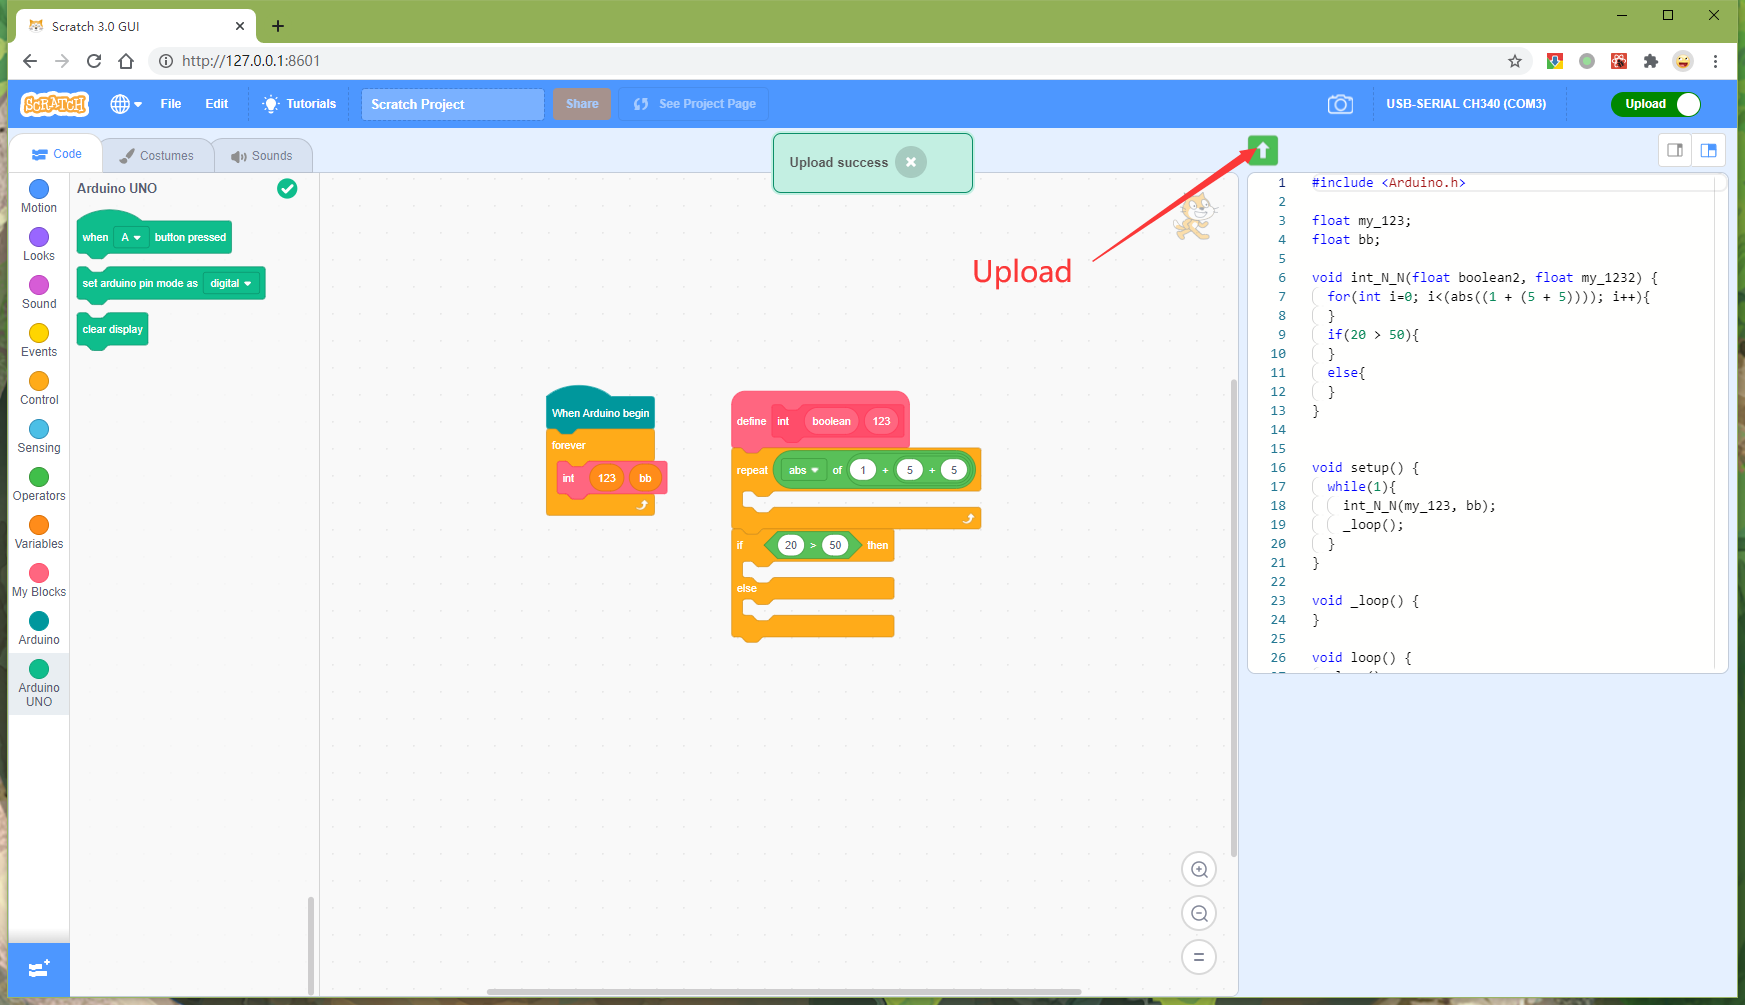 Scratch 3.0 GUI
http://127.0.0.1:8601
SCRATCH
File
Edit
Tutorials
Scratch Project
Share
See Project Page
USB-SERIAL CH340 (COM3)
Upload
Code
Costumes
Sounds
Upload success
Motion
Looks
Sound
Events
Control
Sensing
Operators
Variables
My Blocks
Arduino
Arduino
UNO
Arduino UNO
when A button pressed
set arduino pin mode as digital
clear display
Upload
When Arduino begin
forever
int 123 bb
define int boolean 123
repeat abs of 1 + 5 + 5
if 20 > 50 then
else
1 #include <Arduino.h>
2
3 float my_123;
4 float bb;
5
6 void int_N_N(float boolean2, float my_1232) {
7 for(int i=0; i<(abs((1 + (5 + 5)))); i++){
8 }
9 if(20 > 50){
10 }
11 else{
12 }
13 }
14
15
16 void setup() {
17 while(1){
18 int_N_N(my_123, bb);
19 _loop();
20 }
21 }
22
23 void _loop() {
24 }
25
26 void loop() {